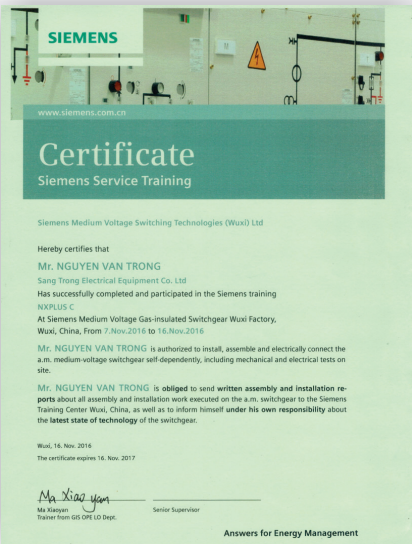 SIEMENS
www.siemens.com.cn
Certificate
Siemens Service Training
Siemens Medium Voltage Switching Technologies (Wuxi) Ltd
Hereby certifies that
Mr. NGUYEN VAN TRONG
Sang Trong Electrical Equipment Co. Ltd
Has successfully completed and participated in the Siemens training
NXPLUS C
At Siemens Medium Voltage Gas-insulated Switchgear Wuxi Factory,
Wuxi, China, From 7.Nov.2016 to 16.Nov.2016
Mr. NGUYEN VAN TRONG is authorized to install, assemble and electrically connect the
a.m. medium-voltage switchgear self-dependently, including mechanical and electrical tests on
site.
Mr. NGUYEN VAN TRONG is obliged to send written assembly and installation re-
ports about all assembly and installation work executed on the a.m. switchgear to the Siemens
Training Center Wuxi, China, as well as to inform himself under his own responsibility about
the latest state of technology of the switchgear.
Wuxi, 16. Nov. 2016
The certificate expires 16. Nov. 2017
Ma Xiao yan
Ma Xiaoyan
Senior Supervisor
Trainer from GIS OPE LO Dept.
Answers for Energy Management